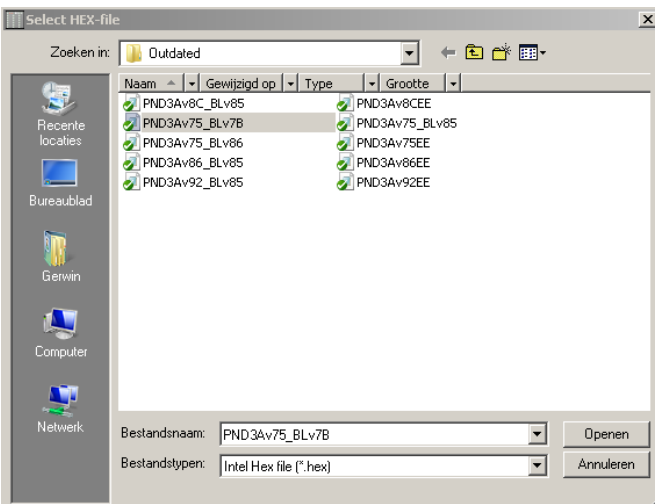 Select HEX-file
Zoeken in: Outdated
Naam Gewijzigd op Type Grootte
PND3Av8C_BLv85 PND3Av8CEE
PND3Av75_BLv7B PND3Av75_BLv85
PND3Av75_BLv86 PND3Av75EE
PND3Av86_BLv85 PND3Av86EE
PND3Av92_BLv85 PND3Av92EE
Recente
locaties
Bureaublad
Gerwin
Computer
Netwerk
Bestandsnaam: PND3Av75_BLv7B Openen
Bestandstypen: Intel Hex file (*.hex) Annuleren